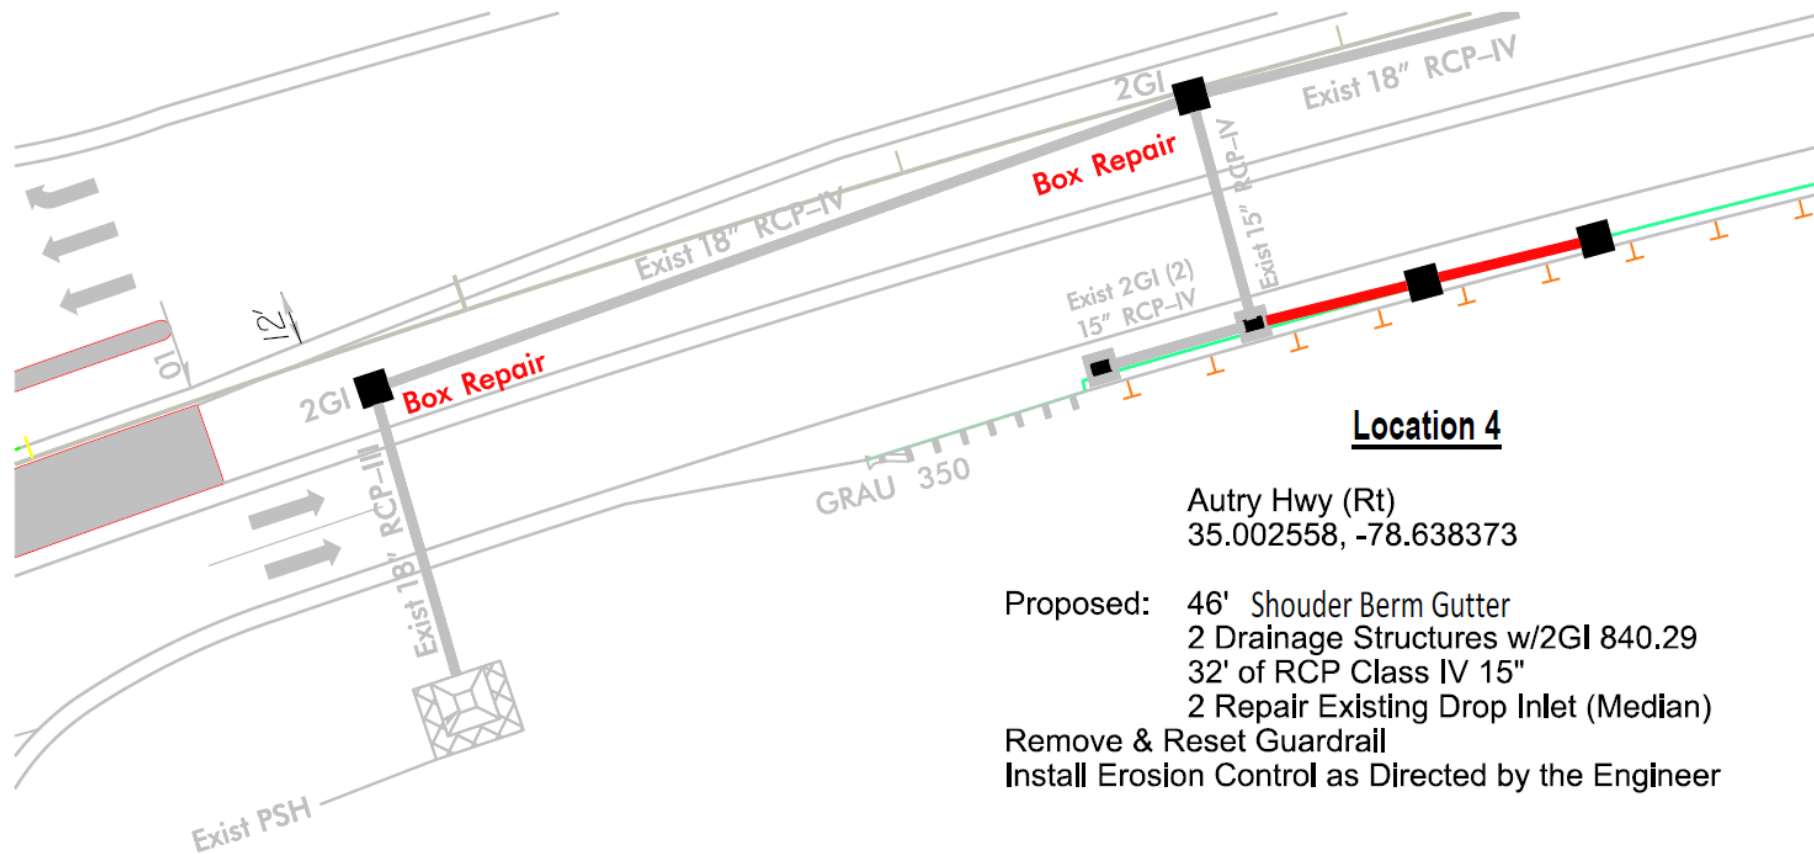 2GI
Exist 18" RCP-IV
Box Repair
Exist 15" RCP-IV
Exist 18" RCP-IV
Exist 2GI (2)
15" RCP-IV
12'
10
2GI
Box Repair
Exist 18" RCP-III
GRAU 350
Exist PSH
Location 4
Autry Hwy (Rt)
35.002558, -78.638373
Proposed: 46' Shouder Berm Gutter
2 Drainage Structures w/2GI 840.29
32' of RCP Class IV 15"
2 Repair Existing Drop Inlet (Median)
Remove & Reset Guardrail
Install Erosion Control as Directed by the Engineer